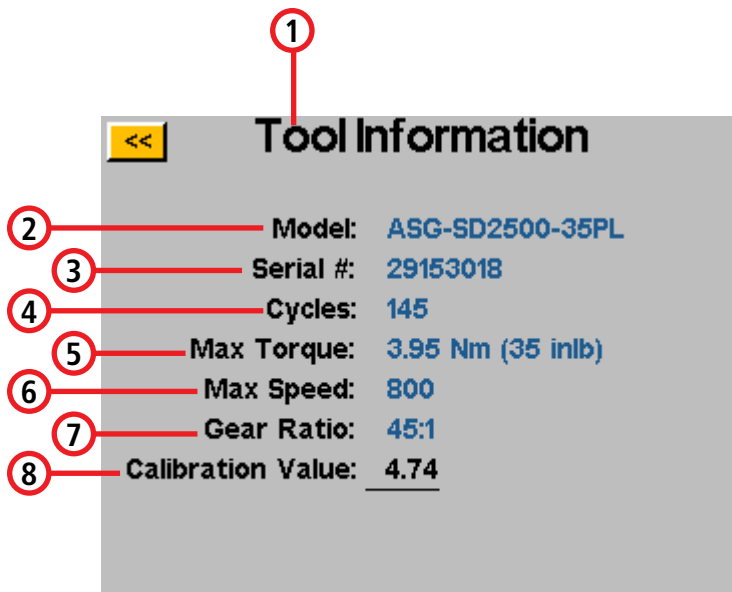 1
<< Tool Information
2 Model: ASG-SD2500-35PL
3 Serial #: 29153018
4 Cycles: 145
5 Max Torque: 3.95 Nm (35 inlb)
6 Max Speed: 800
7 Gear Ratio: 45:1
8 Calibration Value: 4.74